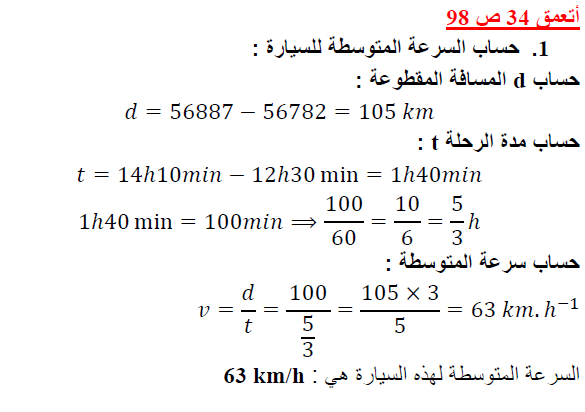 أتعمق 34 ص 98
1. حساب السرعة المتوسطة للسيارة :
حساب d المسافة المقطوعة :
d = 56887 − 56782 = 105 km
حساب مدة الرحلة t :
t = 14h10min − 12h30 min = 1h40min
1h40 min = 100min ⟹ 100/60 = 10/6 = 5/3 h
حساب سرعة المتوسطة :
v = d/t = 100/(5/3) = (105 × 3)/5 = 63 km.h⁻¹
السرعة المتوسطة لهذه السيارة هي : 63 km/h